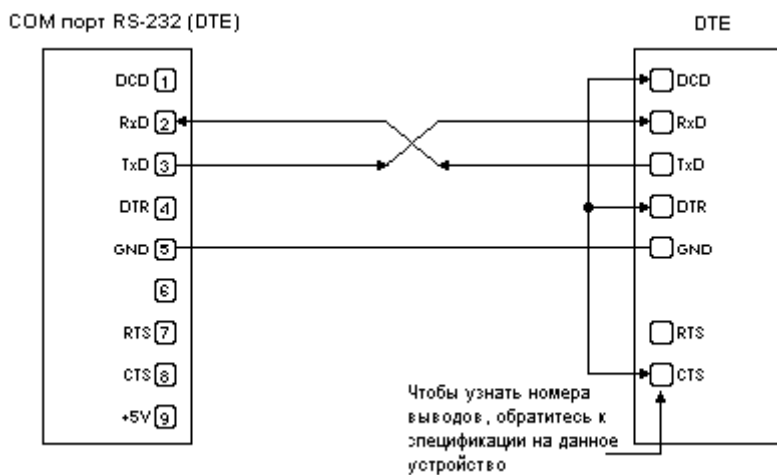 COM порт RS-232 (DTE)
DTE
DCD 1
RxD 2
TxD 3
DTR 4
GND 5
6
RTS 7
CTS 8
+5V 9
DCD
RxD
TxD
DTR
GND
RTS
CTS
Чтобы узнать номера
выводов, обратитесь к
спецификации на данное
устройство